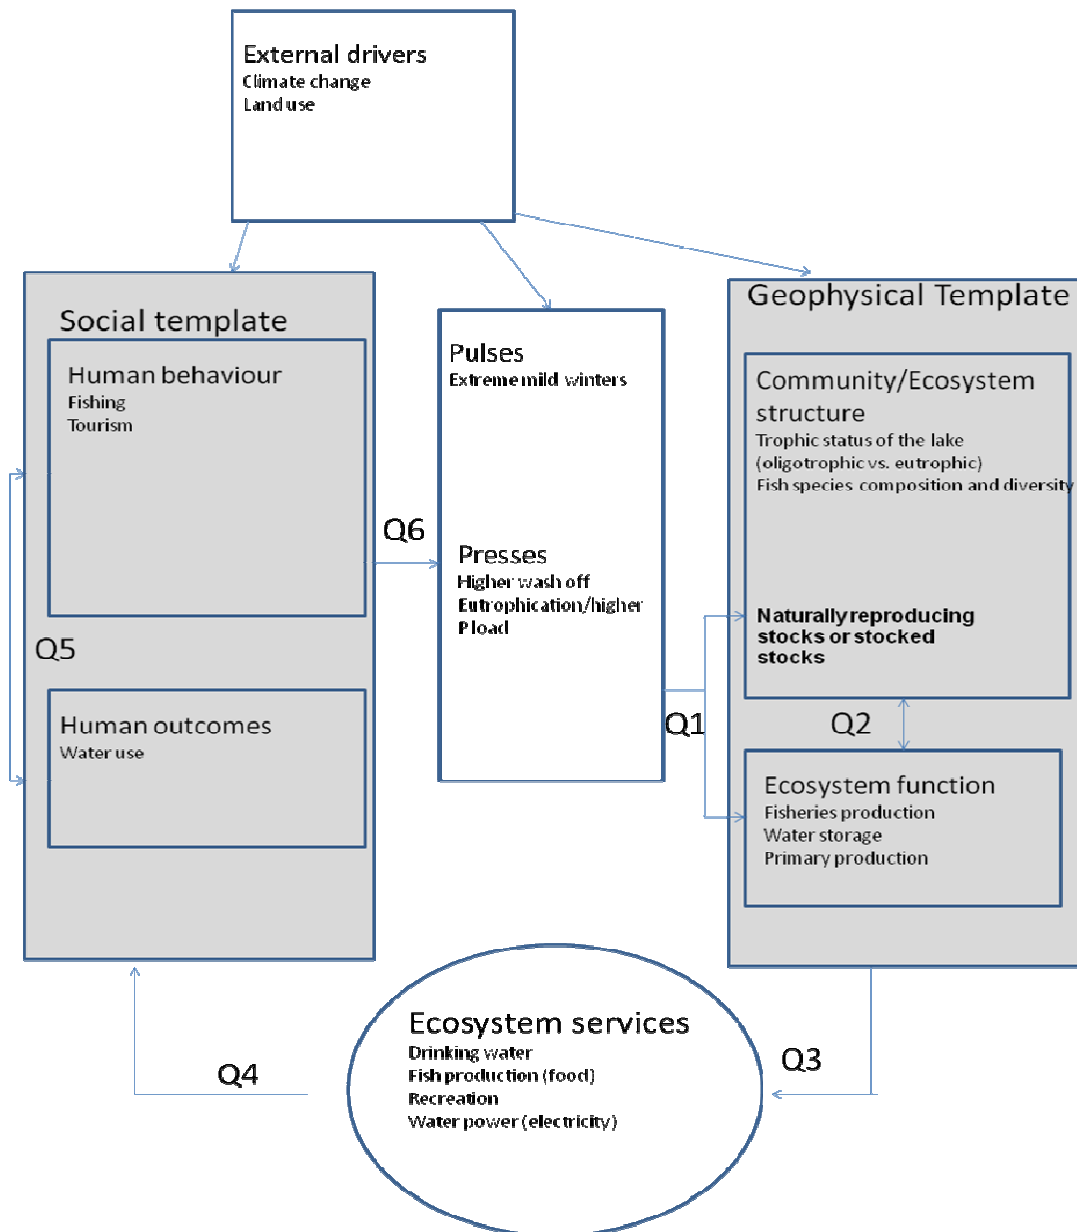 External drivers
Climate change
Land use
Social template
Human behaviour
Fishing
Tourism
Q5
Human outcomes
Water use
Q6
Pulses
Extreme mild winters
Presses
Higher wash off
Eutrophication/higher
P load
Q1
Geophysical Template
Community/Ecosystem
structure
Trophic status of the lake
(oligotrophic vs. eutrophic)
Fish species composition and diversity
Naturally reproducing
stocks or stocked
stocks
Q2
Ecosystem function
Fisheries production
Water storage
Primary production
Q3
Ecosystem services
Drinking water
Fish production (food)
Recreation
Water power (electricity)
Q4